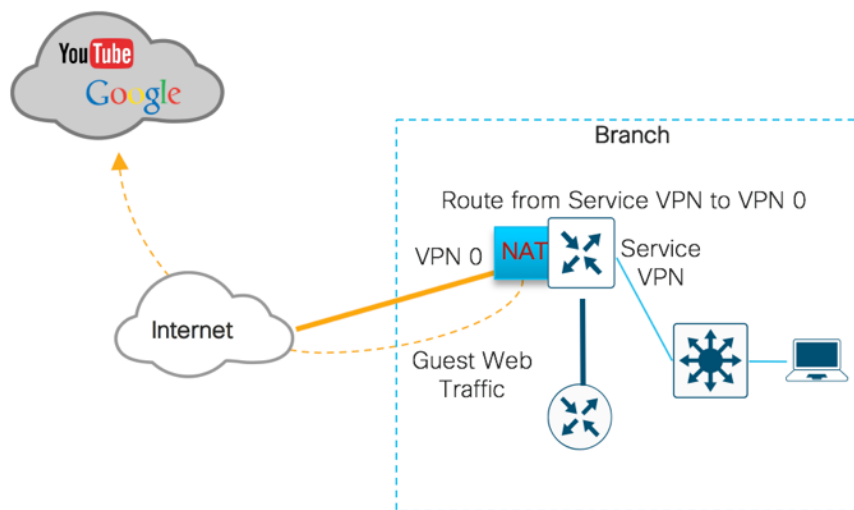 YouTube
Google
Branch
Route from Service VPN to VPN 0
VPN 0
NAT
Service
VPN
Internet
Guest Web
Traffic